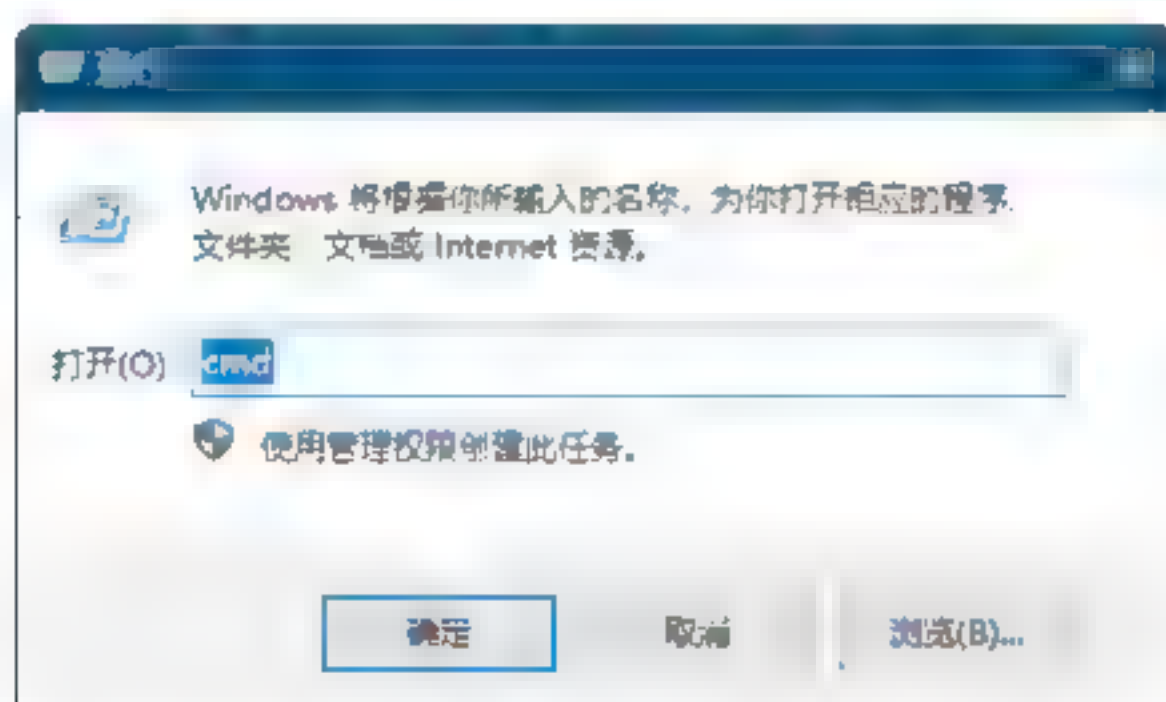 Windows 将根据你所输入的名称，为你打开相应的程序
文件夹 文档或 Internet 资源。
打开(O) cmd
使用管理权限创建此任务。
确定 取消 浏览(B)...